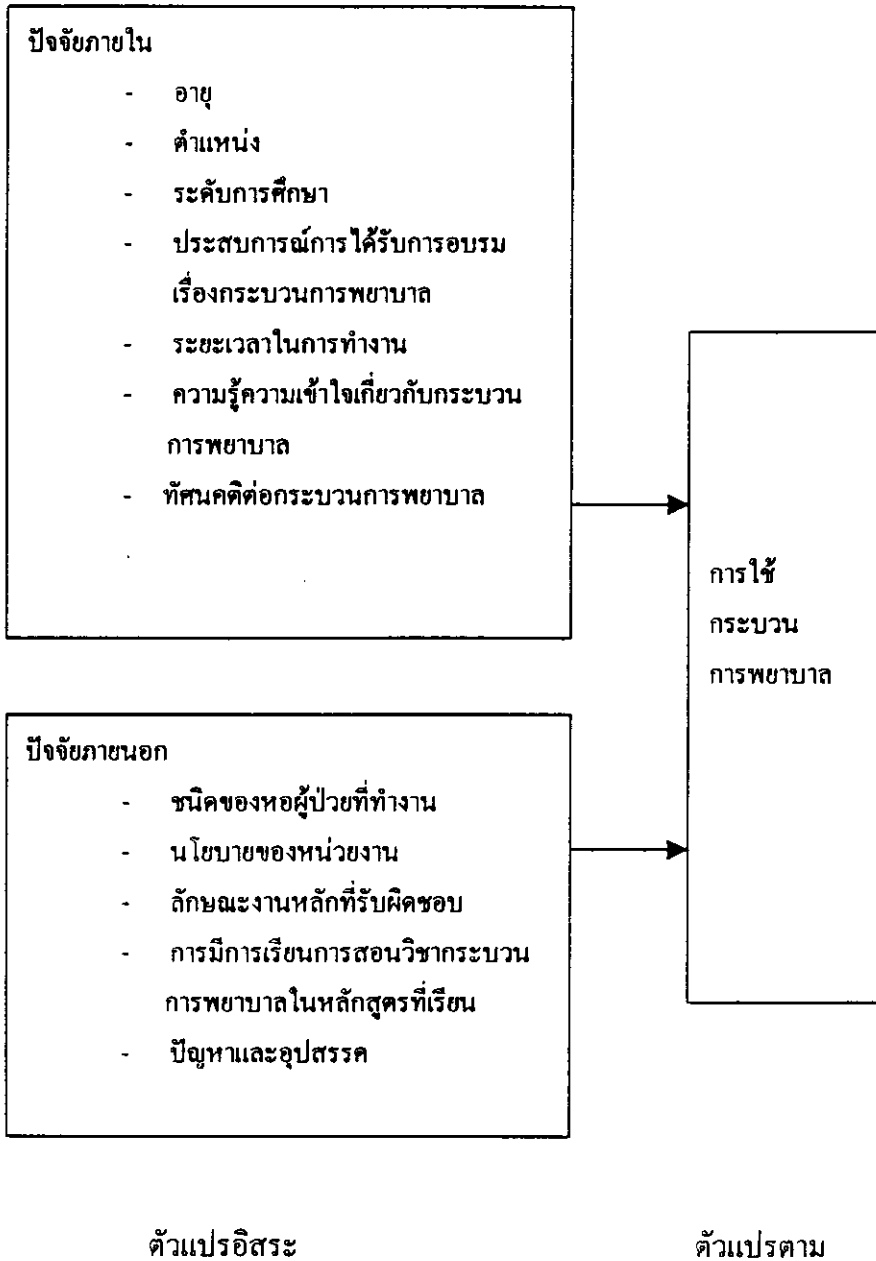 ปัจจัยภายใน
- อายุ
- ตำแหน่ง
- ระดับการศึกษา
- ประสบการณ์การได้รับการอบรม
เรื่องกระบวนการพยาบาล
- ระยะเวลาในการทำงาน
- ความรู้ความเข้าใจเกี่ยวกับกระบวน
การพยาบาล
- ทัศนคติต่อกระบวนการพยาบาล
การใช้
กระบวน
การพยาบาล
ปัจจัยภายนอก
- ชนิดของหอผู้ป่วยที่ทำงาน
- นโยบายของหน่วยงาน
- ลักษณะงานหลักที่รับผิดชอบ
- การมีการเรียนการสอนวิชากระบวน
การพยาบาลในหลักสูตรที่เรียน
- ปัญหาและอุปสรรค
ตัวแปรอิสระ
ตัวแปรตาม